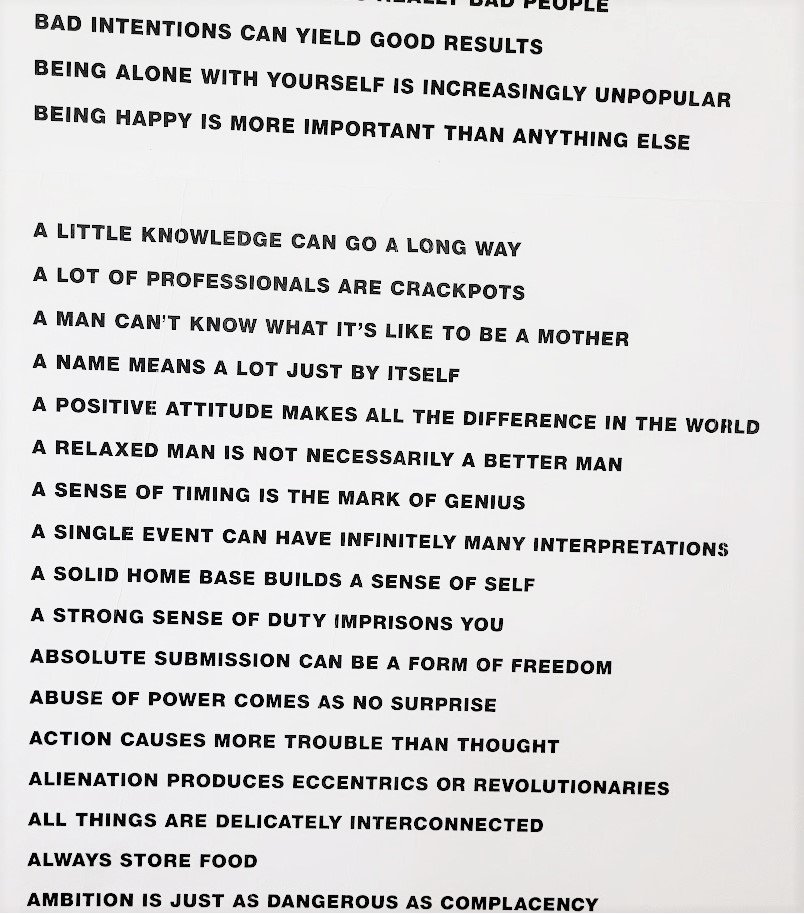 REALLY BAD PEOPLE
BAD INTENTIONS CAN YIELD GOOD RESULTS
BEING ALONE WITH YOURSELF IS INCREASINGLY UNPOPULAR
BEING HAPPY IS MORE IMPORTANT THAN ANYTHING ELSE
A LITTLE KNOWLEDGE CAN GO A LONG WAY
A LOT OF PROFESSIONALS ARE CRACKPOTS
A MAN CAN'T KNOW WHAT IT'S LIKE TO BE A MOTHER
A NAME MEANS A LOT JUST BY ITSELF
A POSITIVE ATTITUDE MAKES ALL THE DIFFERENCE IN THE WORLD
A RELAXED MAN IS NOT NECESSARILY A BETTER MAN
A SENSE OF TIMING IS THE MARK OF GENIUS
A SINGLE EVENT CAN HAVE INFINITELY MANY INTERPRETATIONS
A SOLID HOME BASE BUILDS A SENSE OF SELF
A STRONG SENSE OF DUTY IMPRISONS YOU
ABSOLUTE SUBMISSION CAN BE A FORM OF FREEDOM
ABUSE OF POWER COMES AS NO SURPRISE
ACTION CAUSES MORE TROUBLE THAN THOUGHT
ALIENATION PRODUCES ECCENTRICS OR REVOLUTIONARIES
ALL THINGS ARE DELICATELY INTERCONNECTED
ALWAYS STORE FOOD
AMBITION IS JUST AS DANGEROUS AS COMPLACENCY